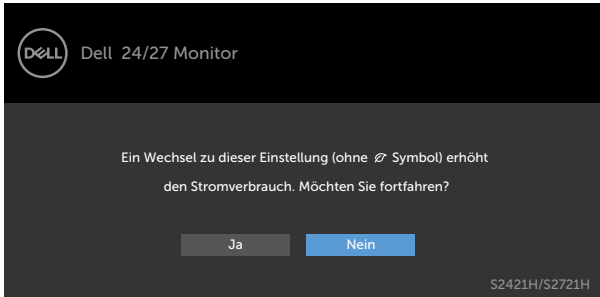 DELL
Dell 24/27 Monitor
Ein Wechsel zu dieser Einstellung (ohne Symbol) erhöht
den Stromverbrauch. Möchten Sie fortfahren?
Ja Nein
S2421H/S2721H